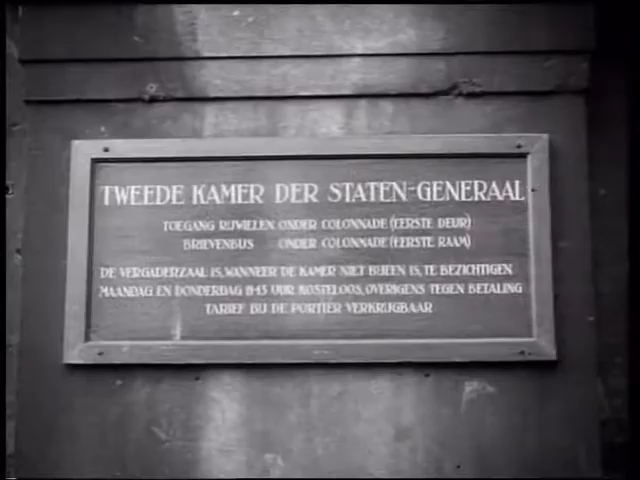 TWEEDE KAMER DER STATEN-GENERAAL
TOEGANG RIJWIELEN ONDER COLONNADE (EERSTE DEUR)
BRIEVENBUS ONDER COLONNADE (EERSTE RAAM)
DE VERGADERZAAL IS, WANNEER DE KAMER NIET BIJEEN IS, TE BEZICHTIGEN
MAANDAG EN DONDERDAG UUR KOSTELOOS, OVERIGENS TEGEN BETALING
TARIEF BIJ DE PORTIER VERKRIJGBAAR